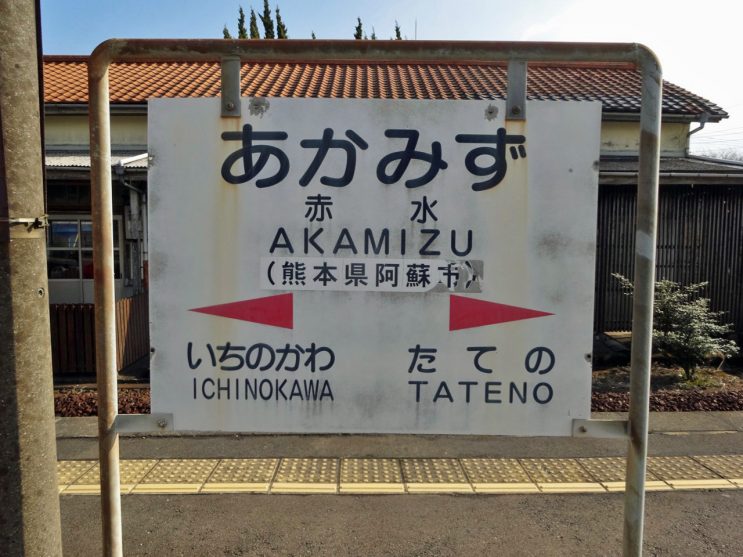 あかみず
赤水
AKAMIZU
(熊本県阿蘇市)
いちのかわ たての
ICHINOKAWA TATENO